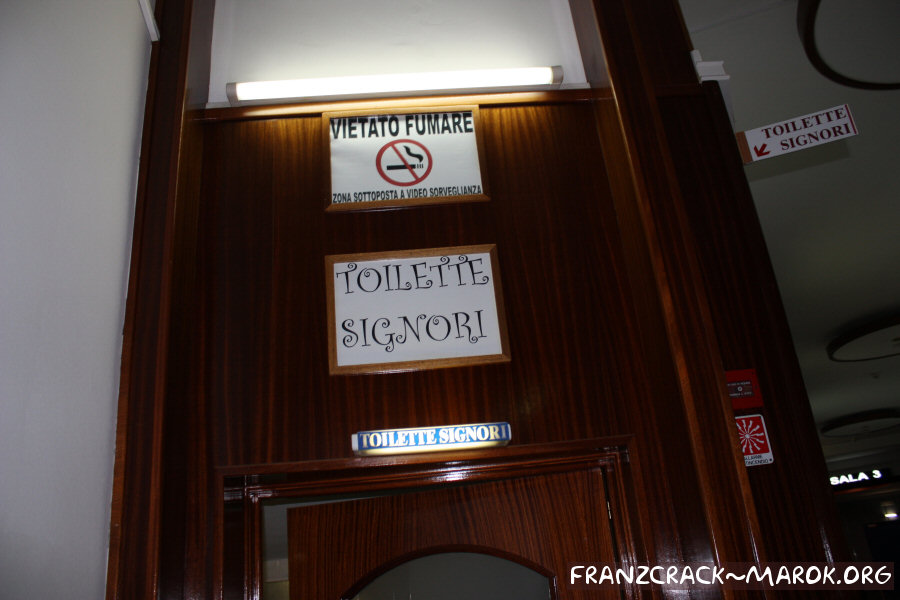 VIETATO FUMARE
ZONA SOTTOPOSTA A VIDEO SORVEGLIANZA
TOILETTE
SIGNORI
TOILETTE SIGNORI
TOILETTE
SIGNORI
SALA 3
FRANZCRACK~MAROK.ORG